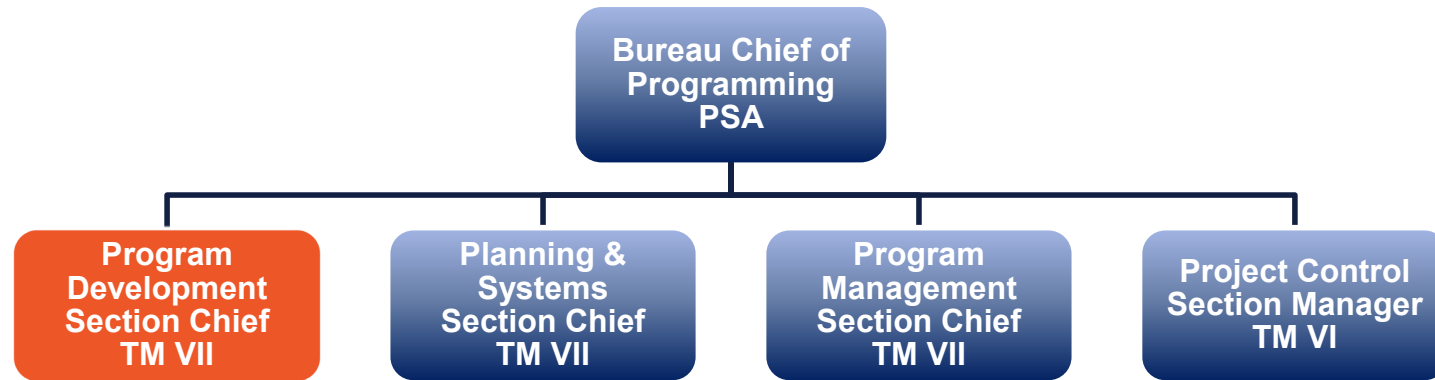 Bureau Chief of
Programming
PSA
Program
Development
Section Chief
TM VII
Planning &
Systems
Section Chief
TM VII
Program
Management
Section Chief
TM VII
Project Control
Section Manager
TM VI